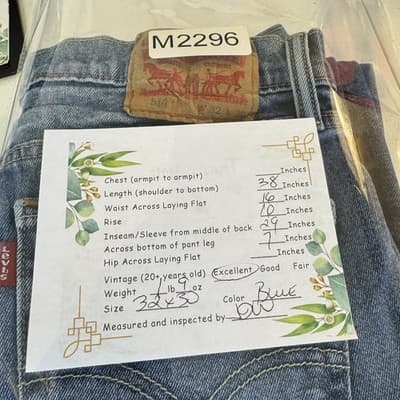 M2296
Chest (armpit to armpit) Inches
Length (shoulder to bottom) 38 Inches
Waist Across Laying Flat 16 Inches
Rise 10 Inches
Inseam/Sleeve from middle of back 29 Inches
Across bottom of pant leg 7 Inches
Hip Across Laying Flat Inches
Vintage (20+ years old) Excellent Good Fair
Weight 1 lb 9 oz
Size 32x30 Color BLUE
Measured and inspected by DW
Levi's